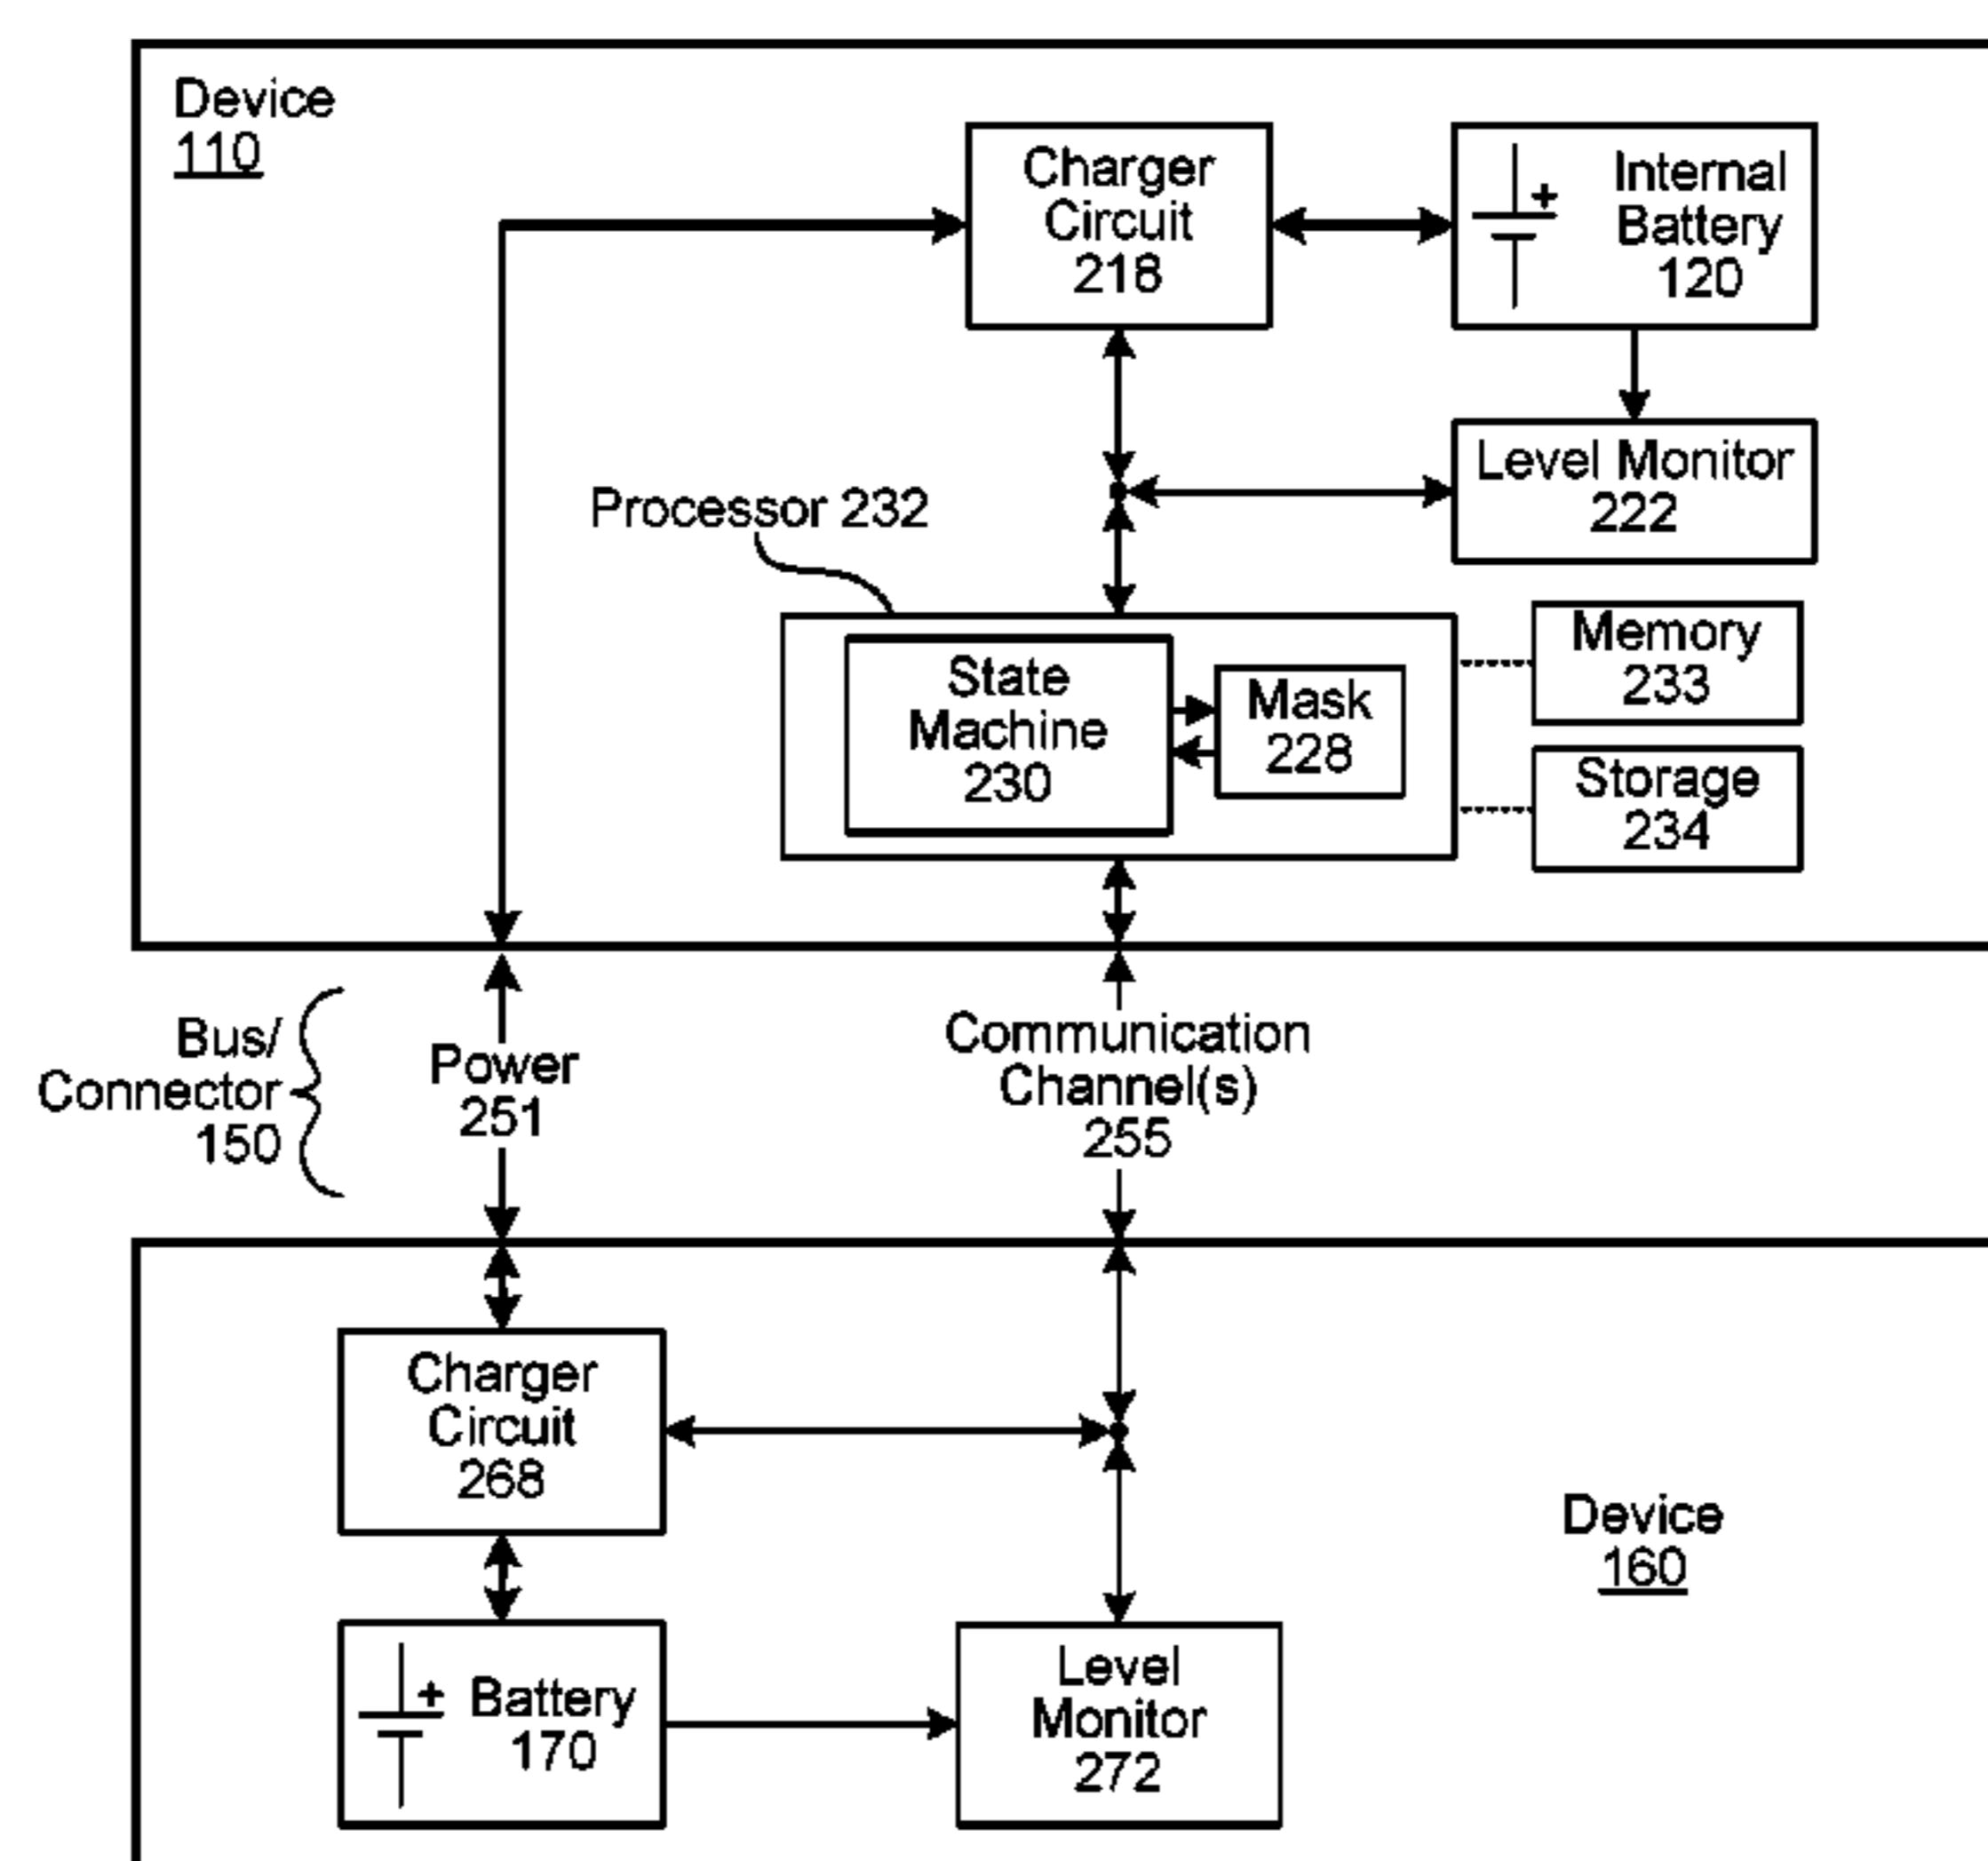 Device
110
Charger
Circuit
218
+
Internal
Battery
120
Level Monitor
222
Processor 232
State
Machine
230
Mask
228
Memory
233
Storage
234
Bus/
Connector
150
Power
251
Communication
Channel(s)
255
Charger
Circuit
268
Device
160
+
Battery
170
Level
Monitor
272